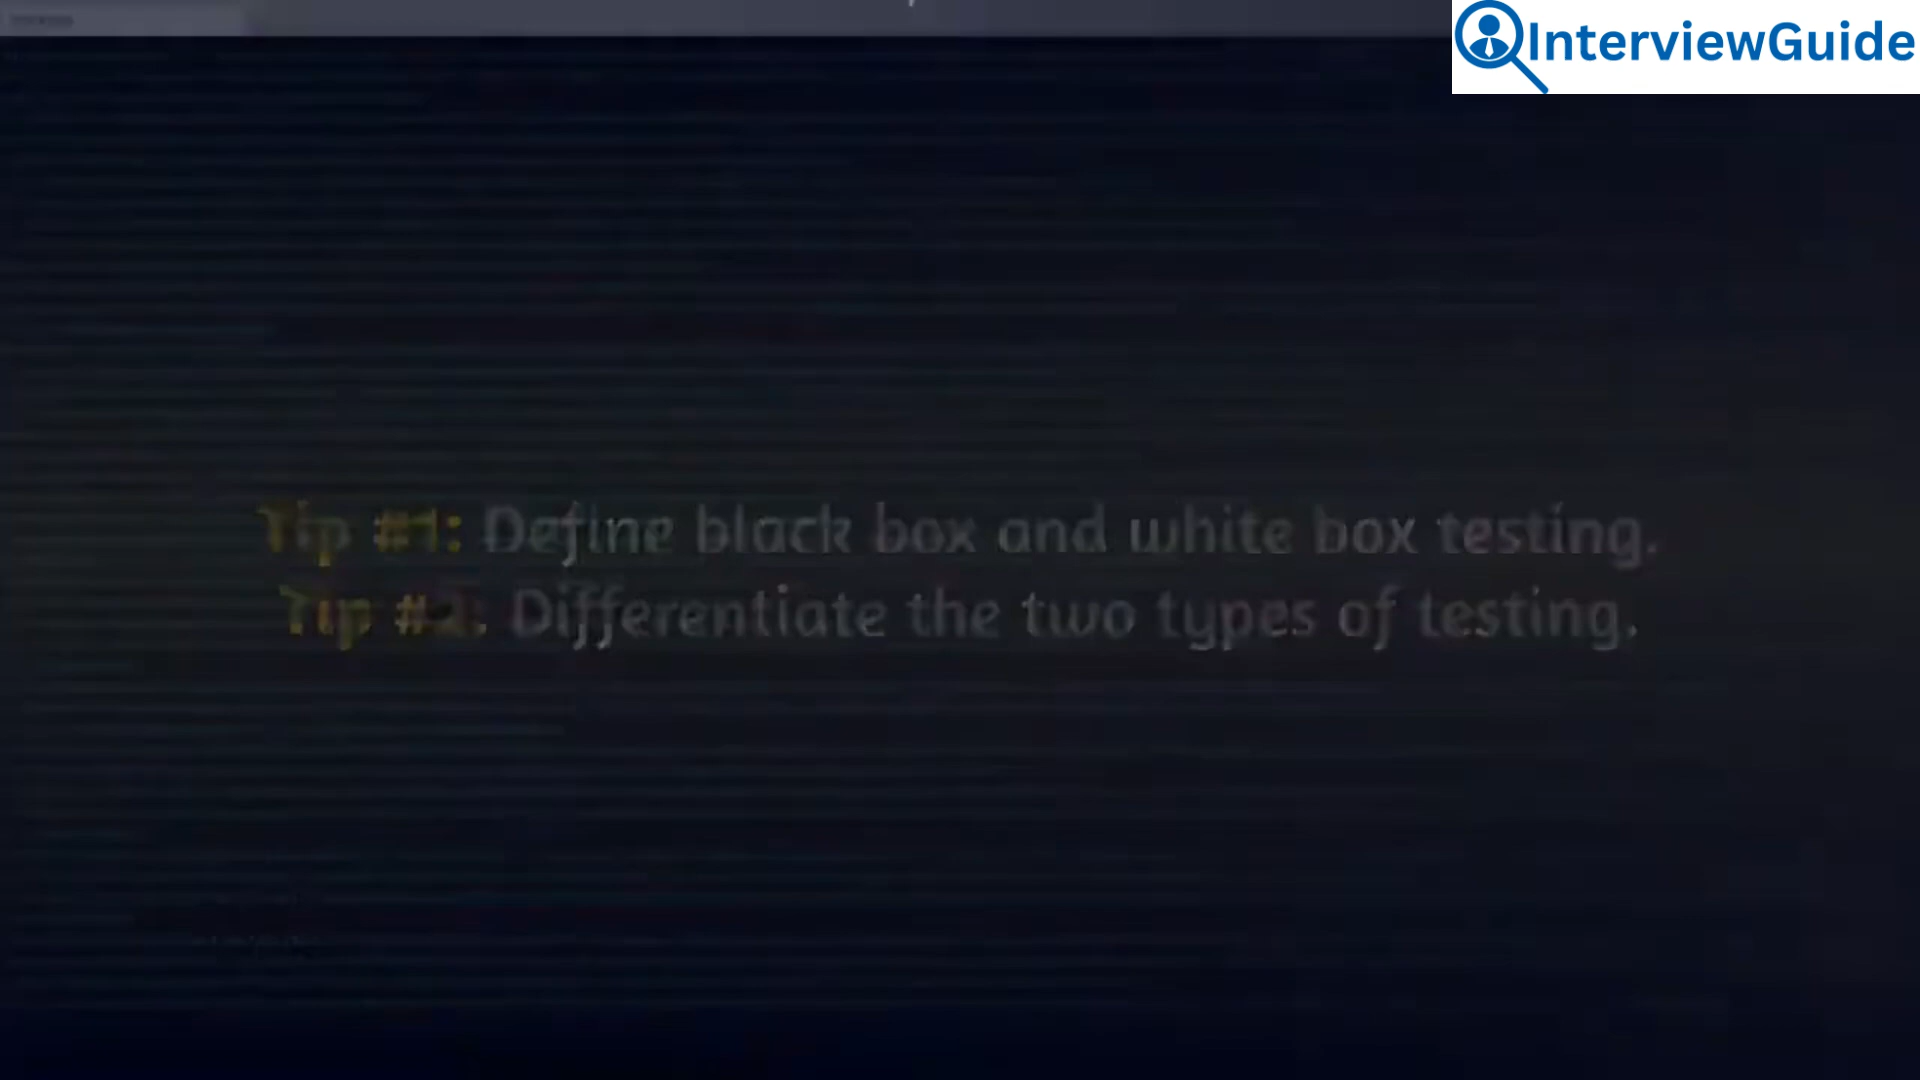 InterviewGuide
Tip #1: Define black box and white box testing.
Tip #2: Differentiate the two types of testing.